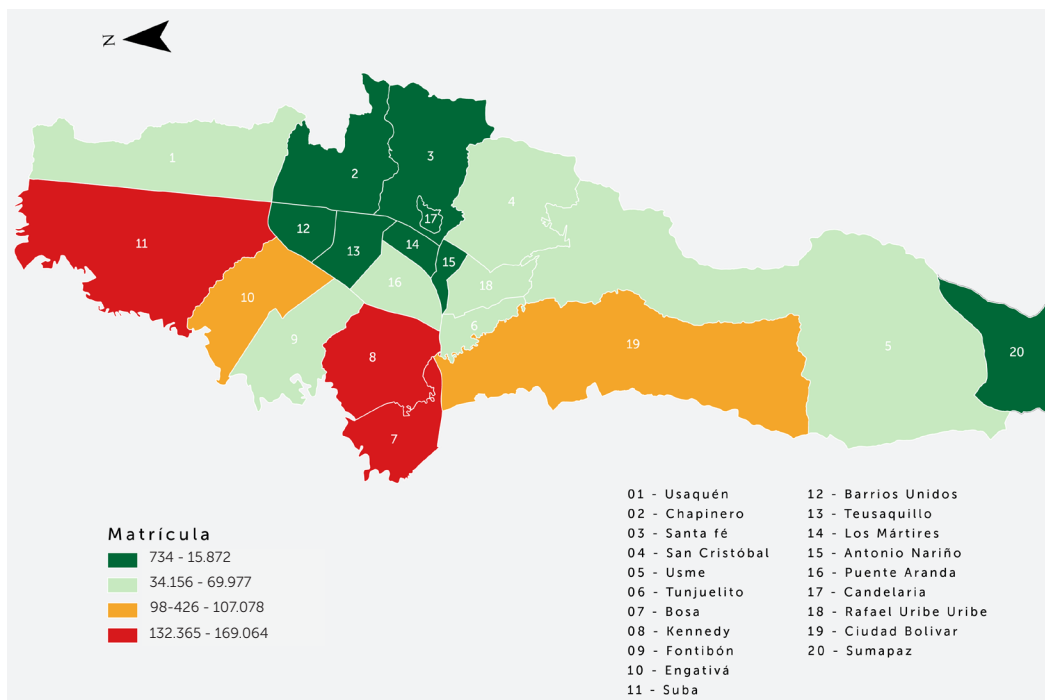 N
1
2
3
4
17
12
11
13
14
15
16
18
10
6
9
19
5
8
20
7
Matrícula
734 - 15.872
34.156 - 69.977
98-426 - 107.078
132.365 - 169.064
01 - Usaquén
02 - Chapinero
03 - Santa fé
04 - San Cristóbal
05 - Usme
06 - Tunjuelito
07 - Bosa
08 - Kennedy
09 - Fontibón
10 - Engativá
11 - Suba
12 - Barrios Unidos
13 - Teusaquillo
14 - Los Mártires
15 - Antonio Nariño
16 - Puente Aranda
17 - Candelaria
18 - Rafael Uribe Uribe
19 - Ciudad Bolivar
20 - Sumapaz